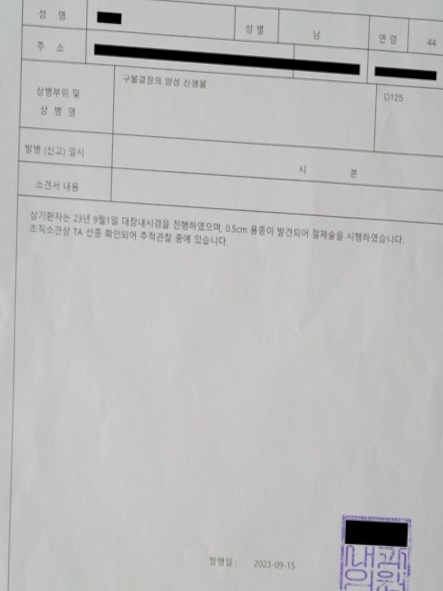 성 명 성별 남 연령 44
주 소
상병부위 및 구불결장의 양성 신생물 D125
상 병 명
발병 (신고) 일시 시 분
소견서 내용
상기환자는 23년 9월1일 대장내시경을 진행하였으며, 0.5cm 용종이 발견되어 절제술을 시행하였습니다.
조직소견상 TA 선종 확인되어 추적관찰 중에 있습니다.
발행일 : 2023-09-15